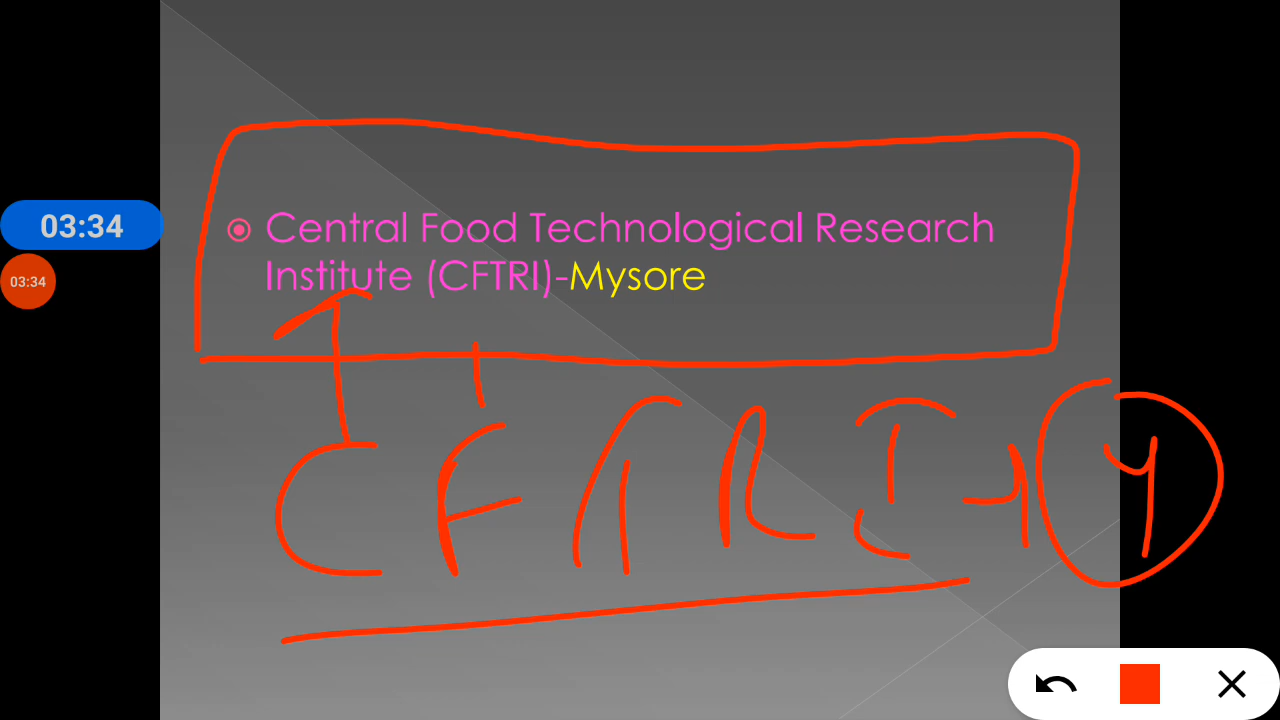 03:34
03:34
Central Food Technological Research
Institute (CFTRI)-Mysore
CFTRI